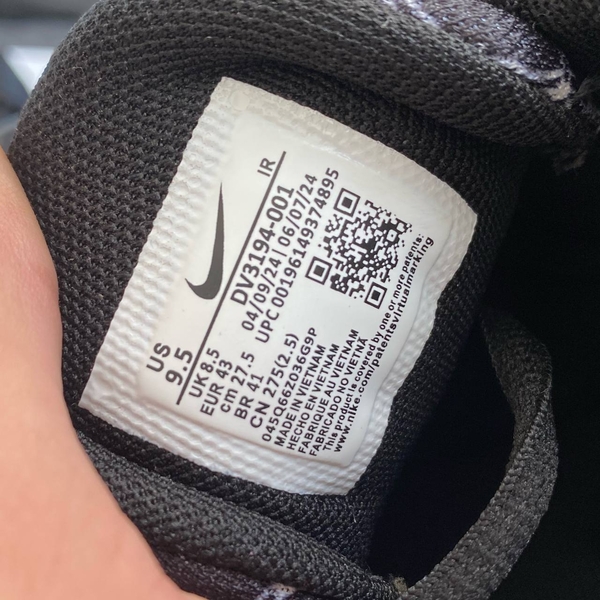 IR
US
9.5
DV3194-001
04/09/24 | 06/07/24
UPC 00196149374895
UK 8.5
EUR 43
cm 27.5
BR 41
CN 275(2.5)
045Q66Z036G9P
MADE IN VIETNAM
HECHO EN VIETNAM
FABRIQUE AU VIETNAM
FABRICADO NO VIETNÃ
This product is covered by one or more patents:
www.nike.com/patentsvirtualmarking